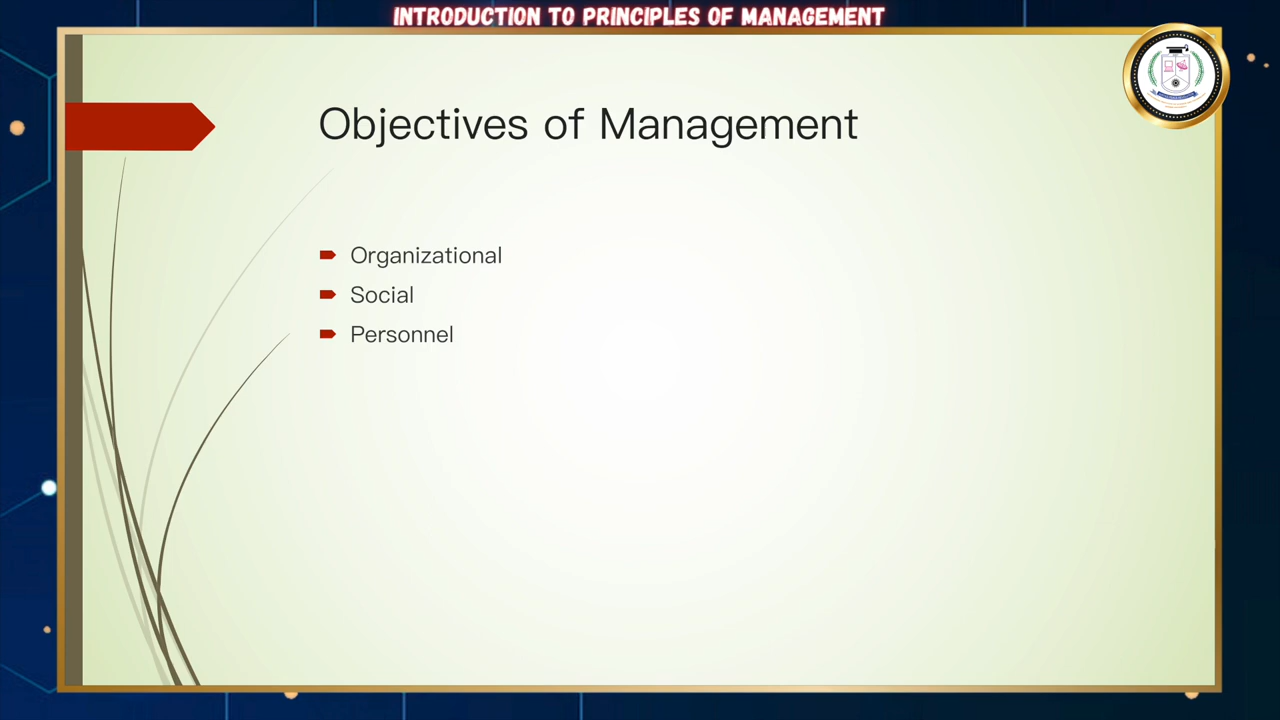 INTRODUCTION TO PRINCIPLES OF MANAGEMENT
Objectives of Management
Organizational
Social
Personnel